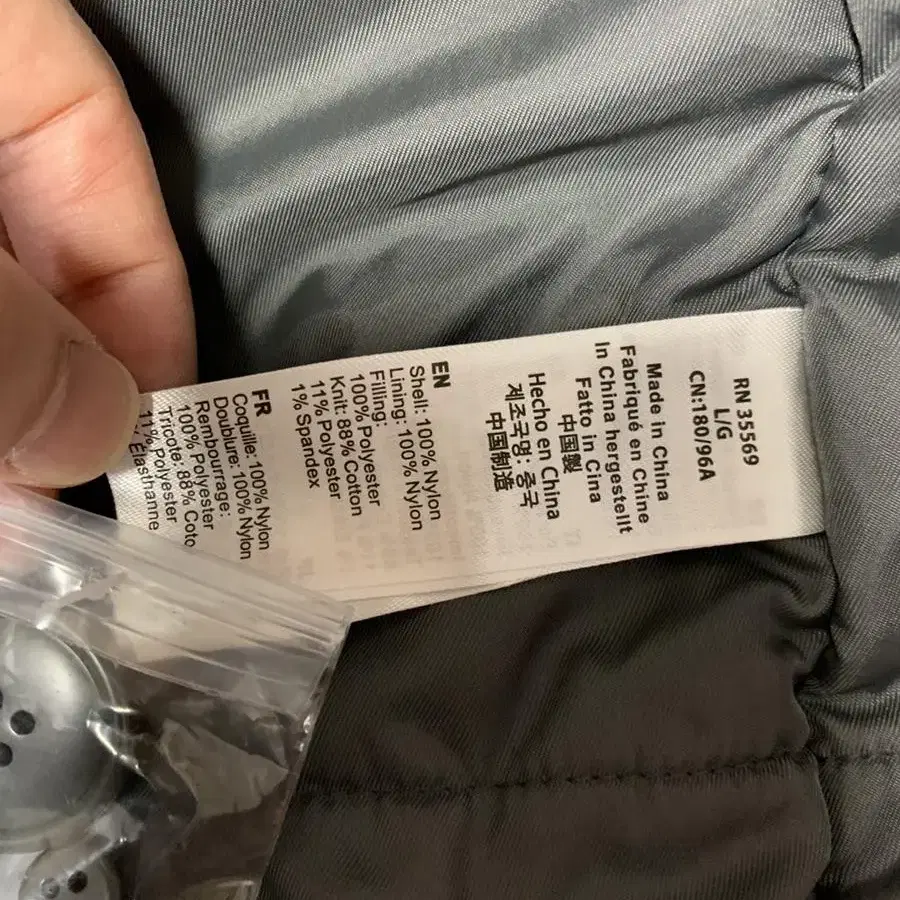 RN 35569
L/G
CN:180/96A
Made in China
Fabriqué en Chine
In China hergestellt
Fatto in Cina
中国製
Hecho en China
제조국명: 중국
中国制造
EN
Shell: 100% Nylon
Lining: 100% Nylon
Filling:
100% Polyester
Knit: 88% Cotton
11% Polyester
1% Spandex
FR
Coquille: 100% Nylon
Doublure: 100% Nylon
Rembourrage:
100% Polyester
Tricote: 88% Coto
11% Polyester
% Élasthanne